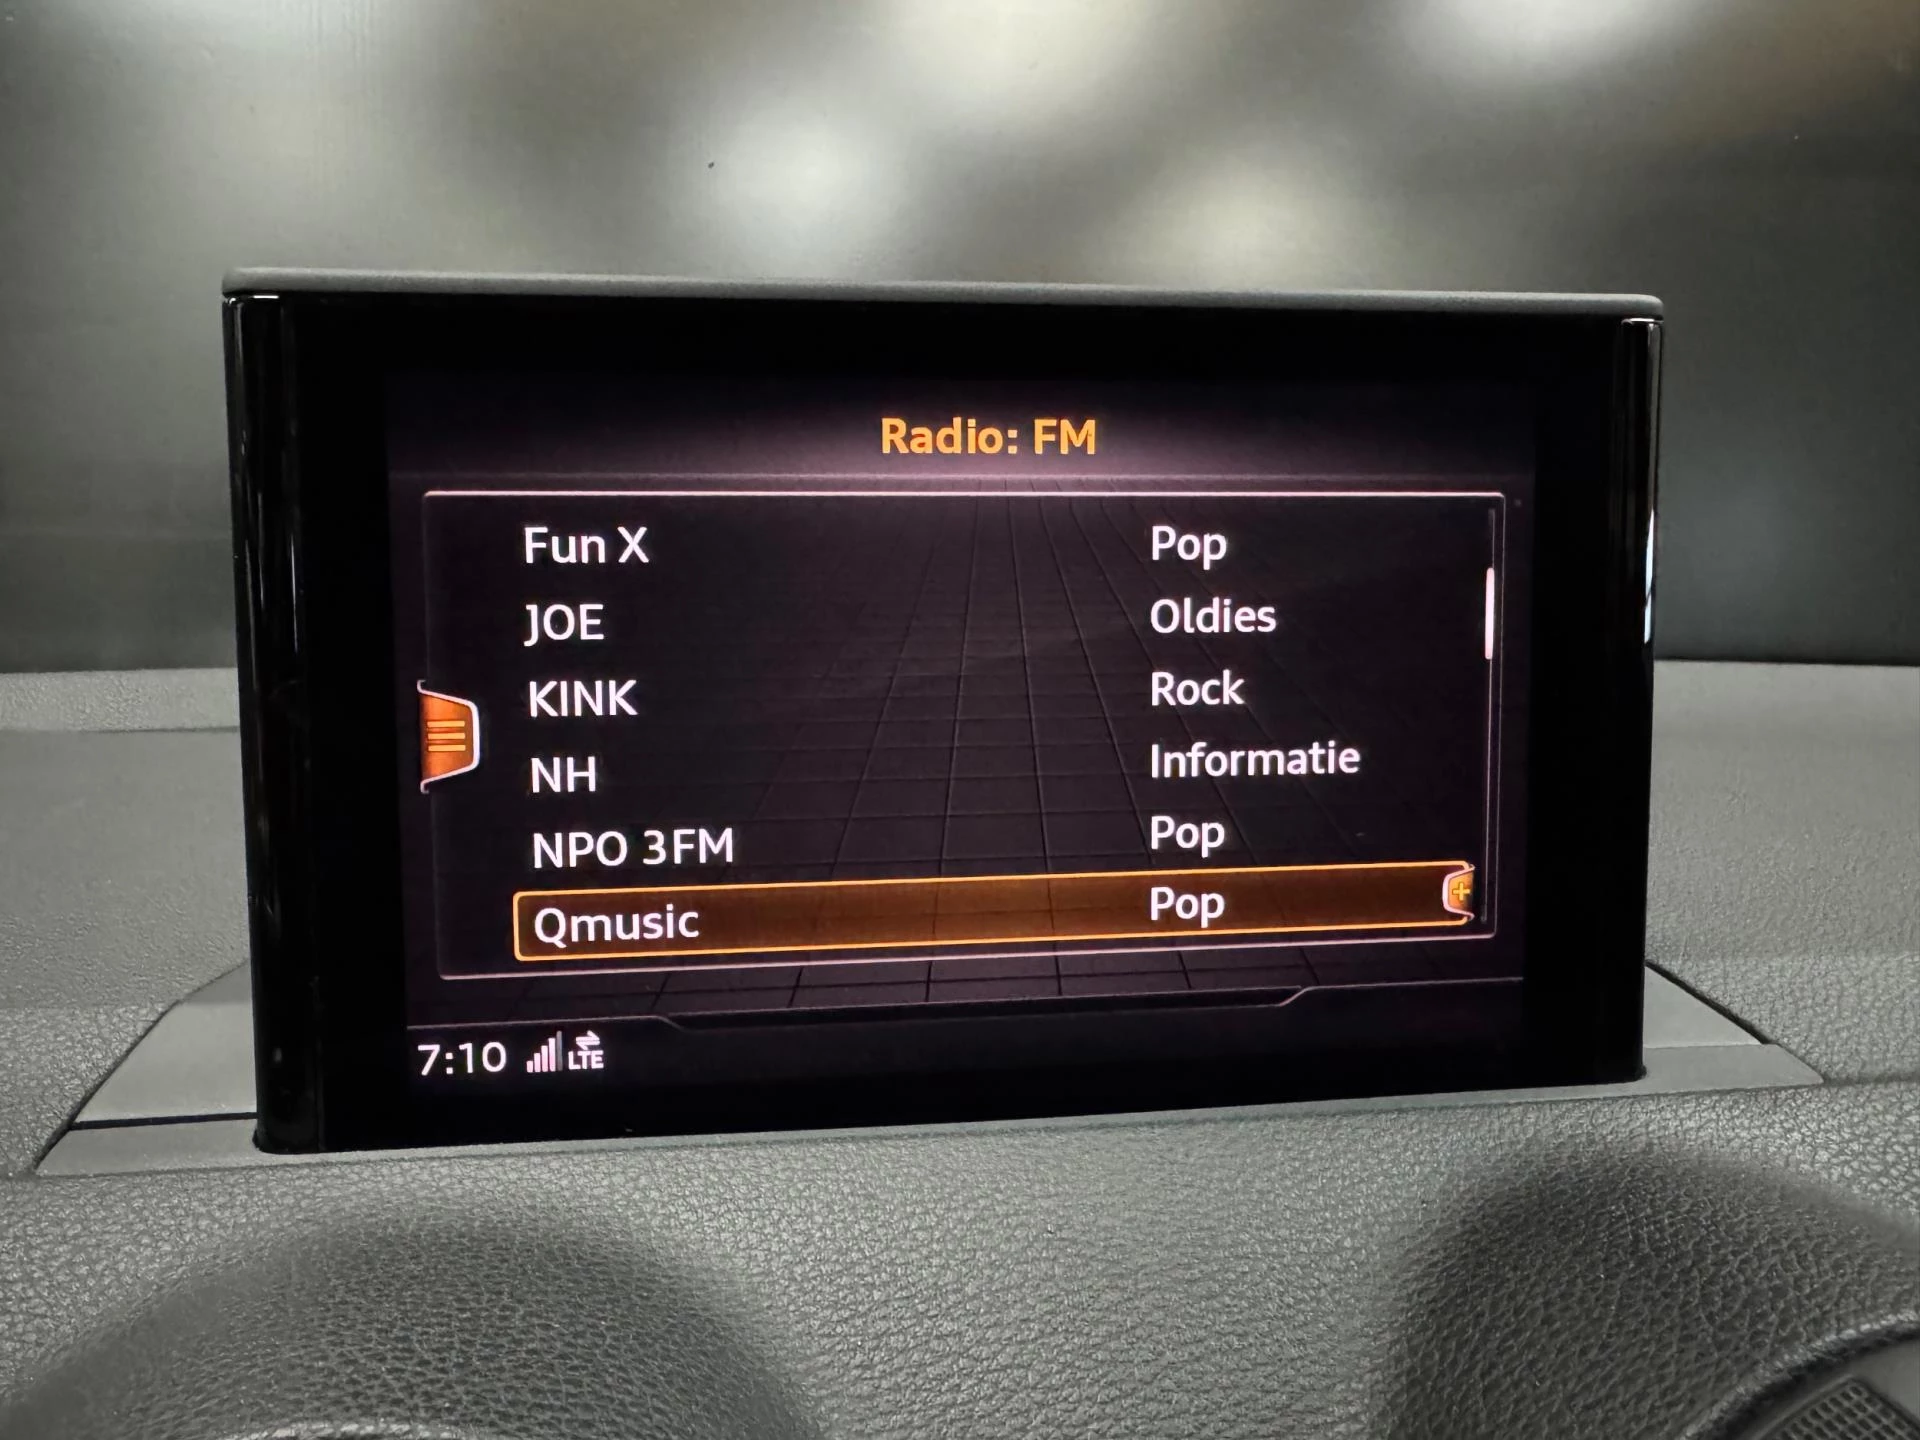 Radio: FM
Fun X Pop
JOE Oldies
KINK Rock
NH Informatie
NPO 3FM Pop
Qmusic Pop
7:10 LTE